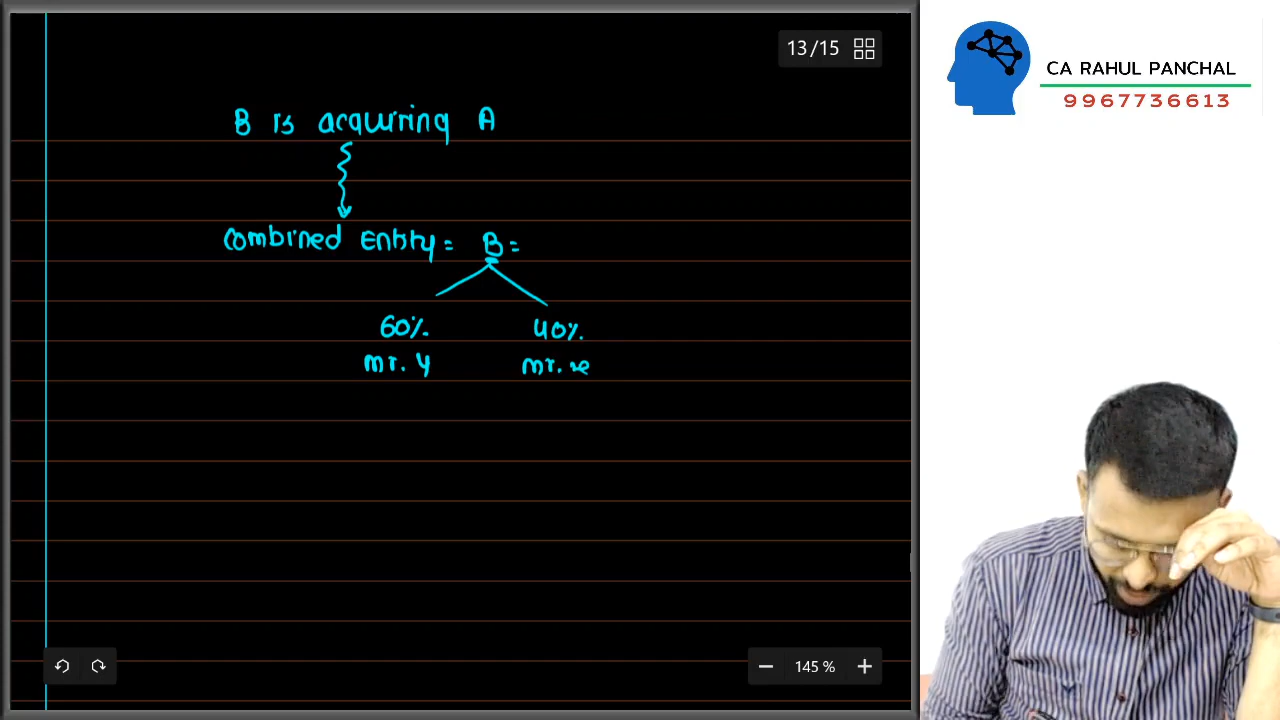 13/15
CA RAHUL PANCHAL
9967736613
B is acquiring A
Combined Entity = B =
60% 40%
Mr. Y Mr. x
145 %